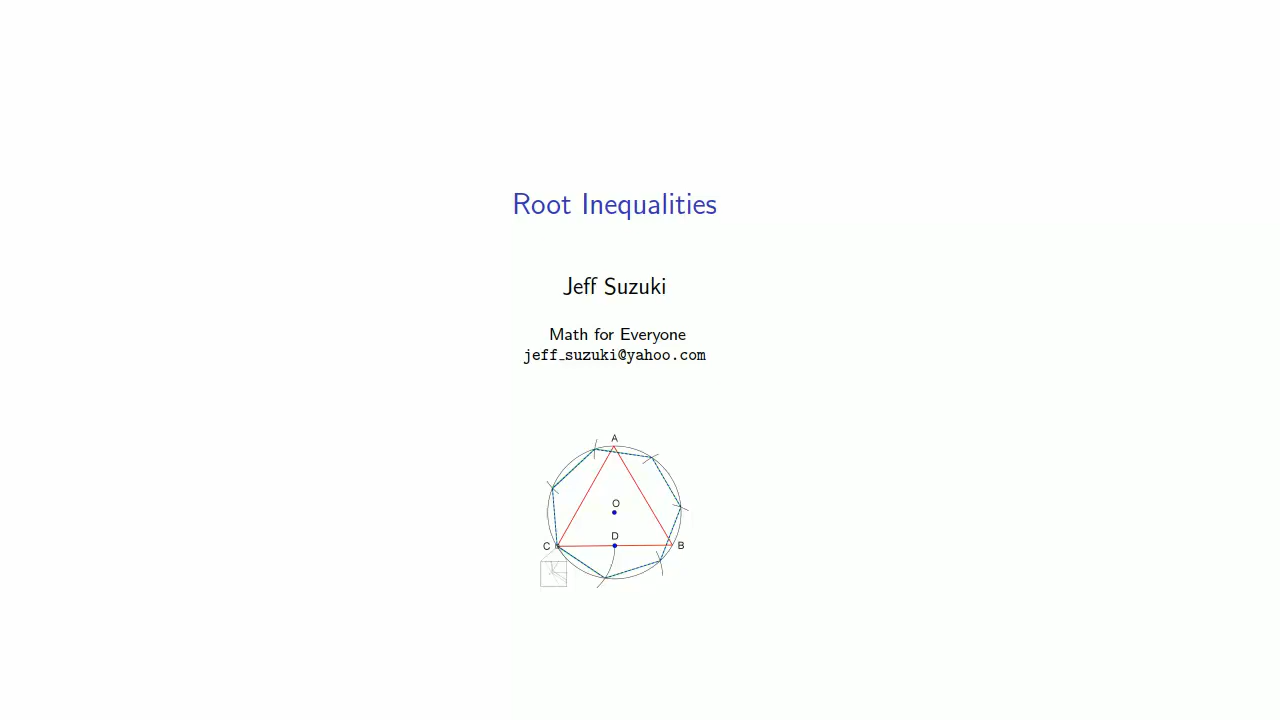 Root Inequalities
Jeff Suzuki
Math for Everyone
jeff_suzuki@yahoo.com
A
O
D
C
B